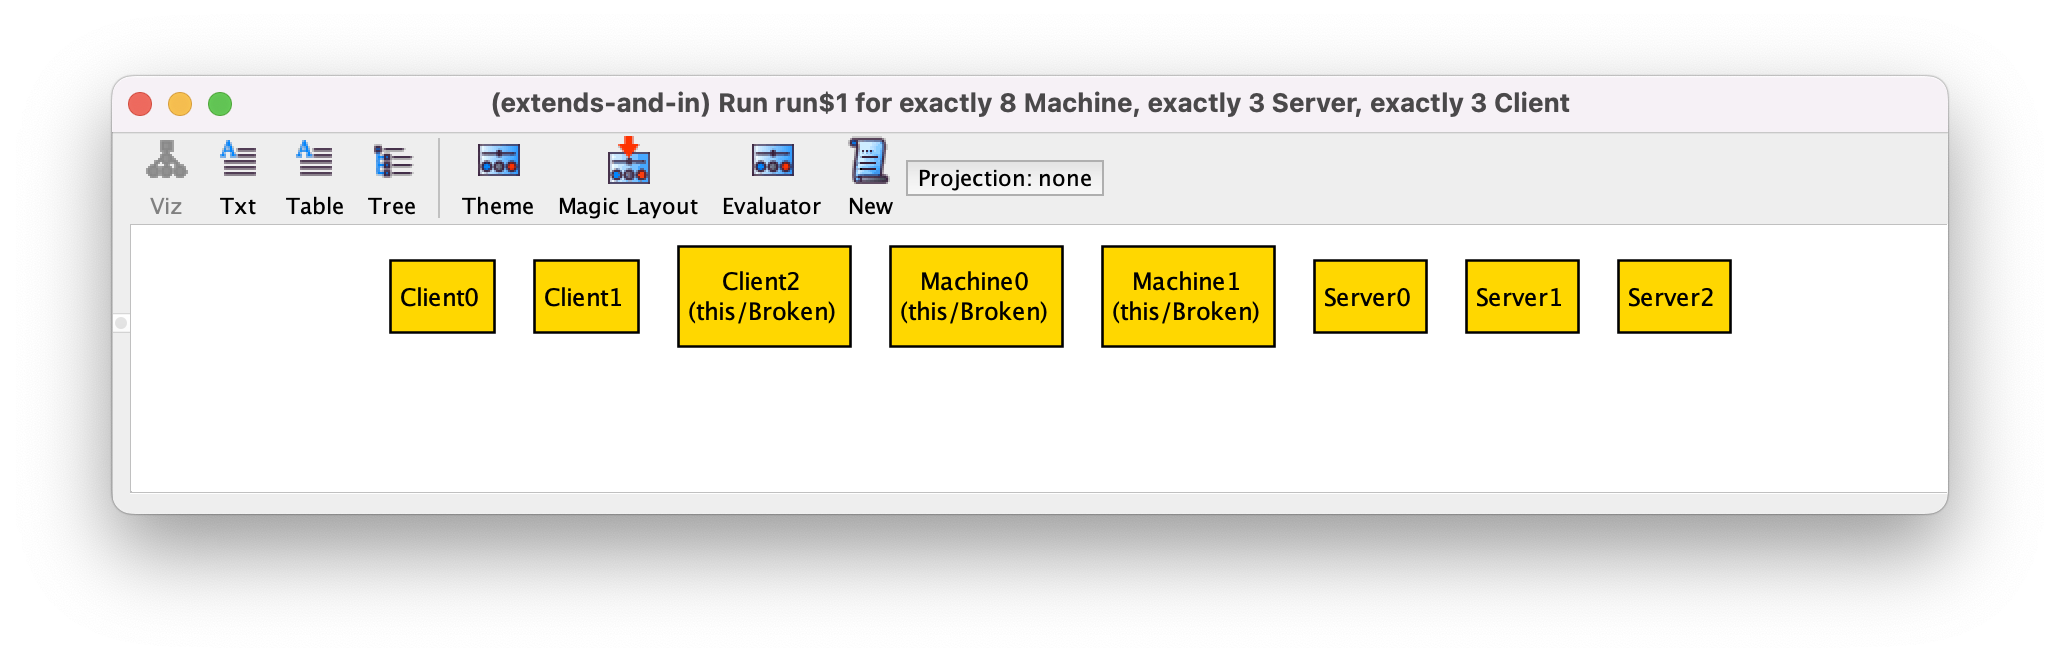 (extends-and-in) Run run$1 for exactly 8 Machine, exactly 3 Server, exactly 3 Client
Viz Txt Table Tree Theme Magic Layout Evaluator New Projection: none
Client0 Client1 Client2 Machine0 Machine1 Server0 Server1 Server2
(this/Broken) (this/Broken) (this/Broken)